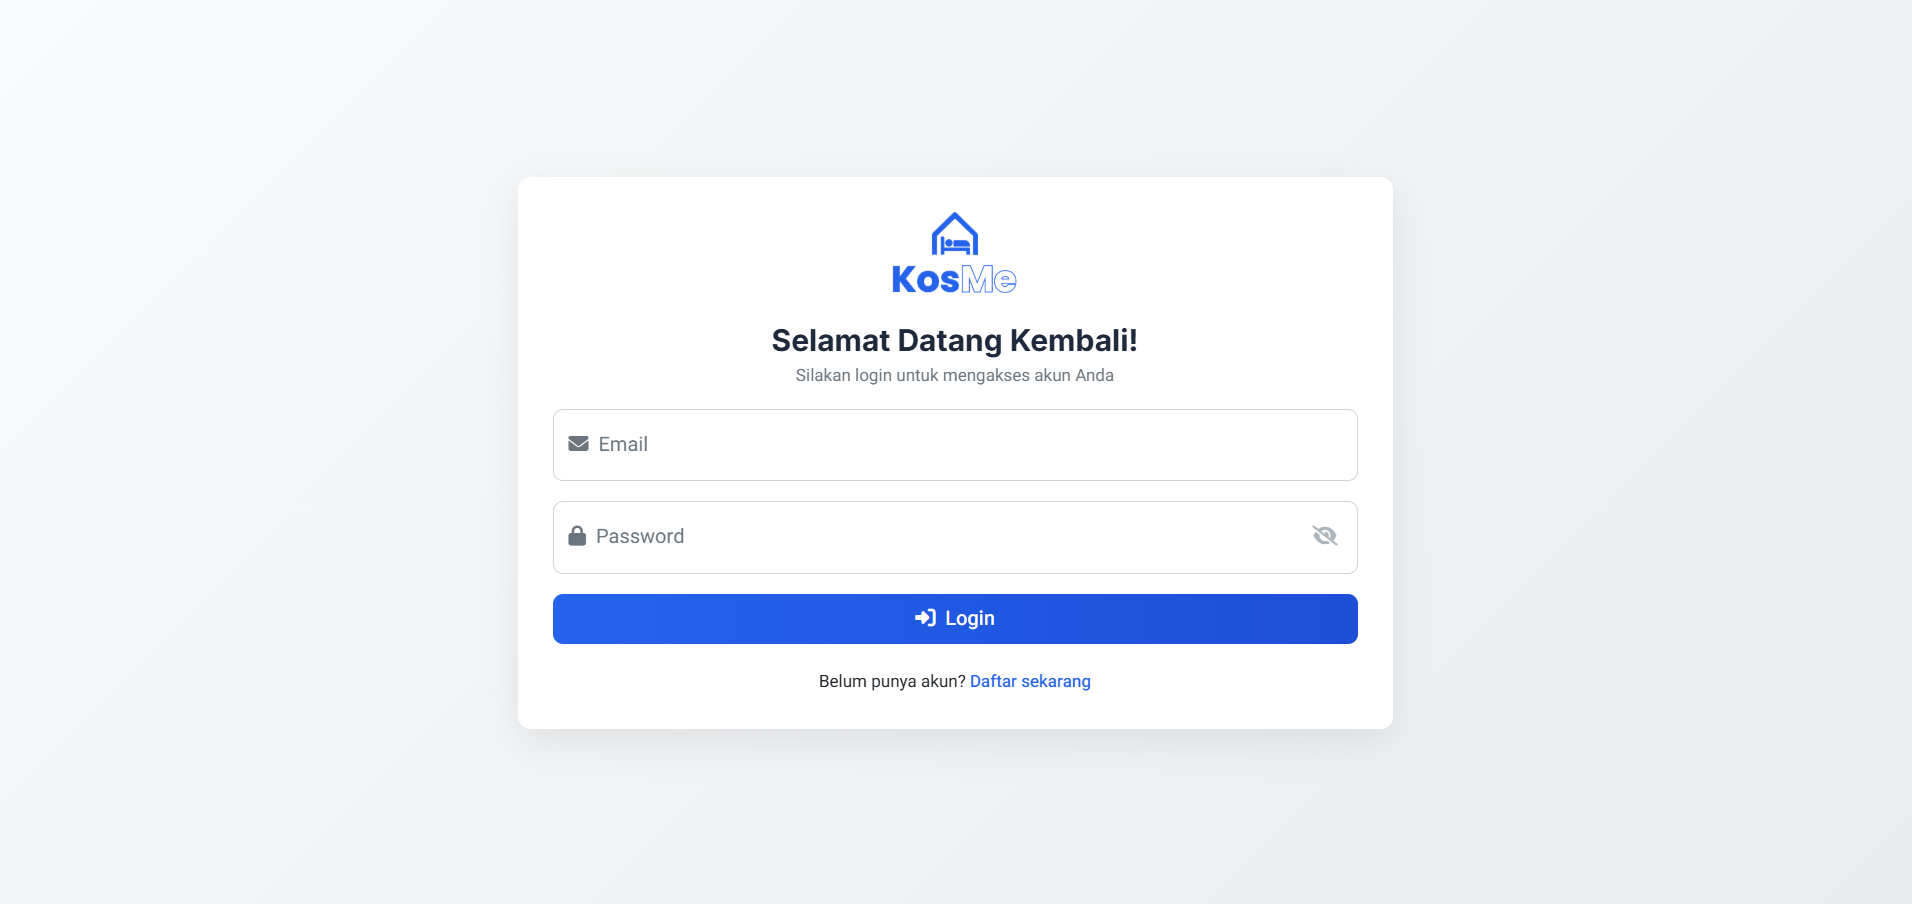 KosMe
Selamat Datang Kembali!
Silakan login untuk mengakses akun Anda
Email
Password
Login
Belum punya akun? Daftar sekarang